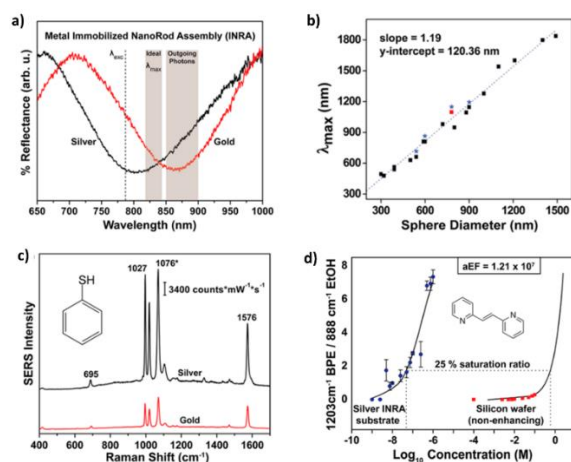 a)
Metal Immobilized NanoRod Assembly (INRA)
λexc
Ideal
λmax
Outgoing
Photons
Silver
Gold
% Reflectance (arb. u.)
650 700 750 800 850 900 950 1000
Wavelength (nm)
b)
slope = 1.19
y-intercept = 120.36 nm
1800
1500
1200
900
600
300
λmax
(nm)
300 600 900 1200 1500
Sphere Diameter (nm)
c)
SH
1027
1076*
3400 counts*mW⁻¹*s⁻¹
1576
695
Silver
Gold
SERS Intensity
400 600 800 1000 1200 1400 1600
Raman Shift (cm⁻¹)
d)
aEF = 1.21 x 10⁷
N
N
25 % saturation ratio
Silver INRA
substrate
Silicon wafer
(non-enhancing)
8
6
4
2
0
1203cm⁻¹ BPE / 888 cm⁻¹ EtOH
-10 -8 -6 -4 -2 0
Log₁₀ Concentration (M)